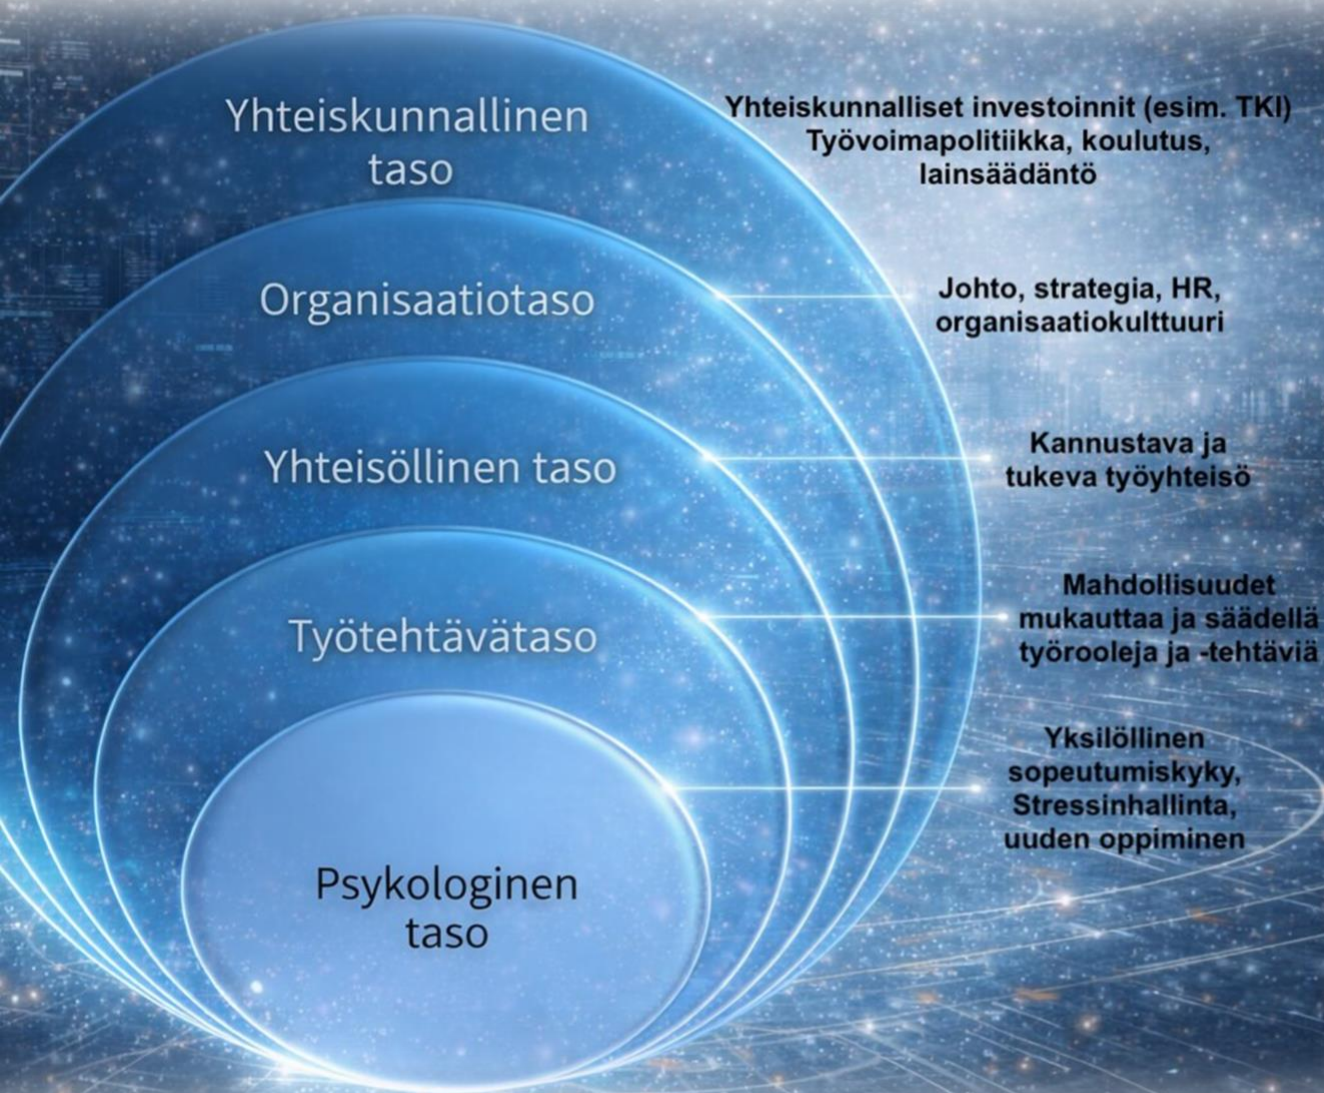 Yhteiskunnallinen
taso
Yhteiskunnalliset investoinnit (esim. TKI)
Työvoimapolitiikka, koulutus,
lainsäädäntö
Organisaatiotaso
Johto, strategia, HR,
organisaatiokulttuuri
Yhteisöllinen taso
Kannustava ja
tukeva työyhteisö
Työtehtävätaso
Mahdollisuudet
mukauttaa ja säädellä
työrooleja ja -tehtäviä
Psykologinen
taso
Yksilöllinen
sopeutumiskyky,
Stressinhallinta,
uuden oppiminen